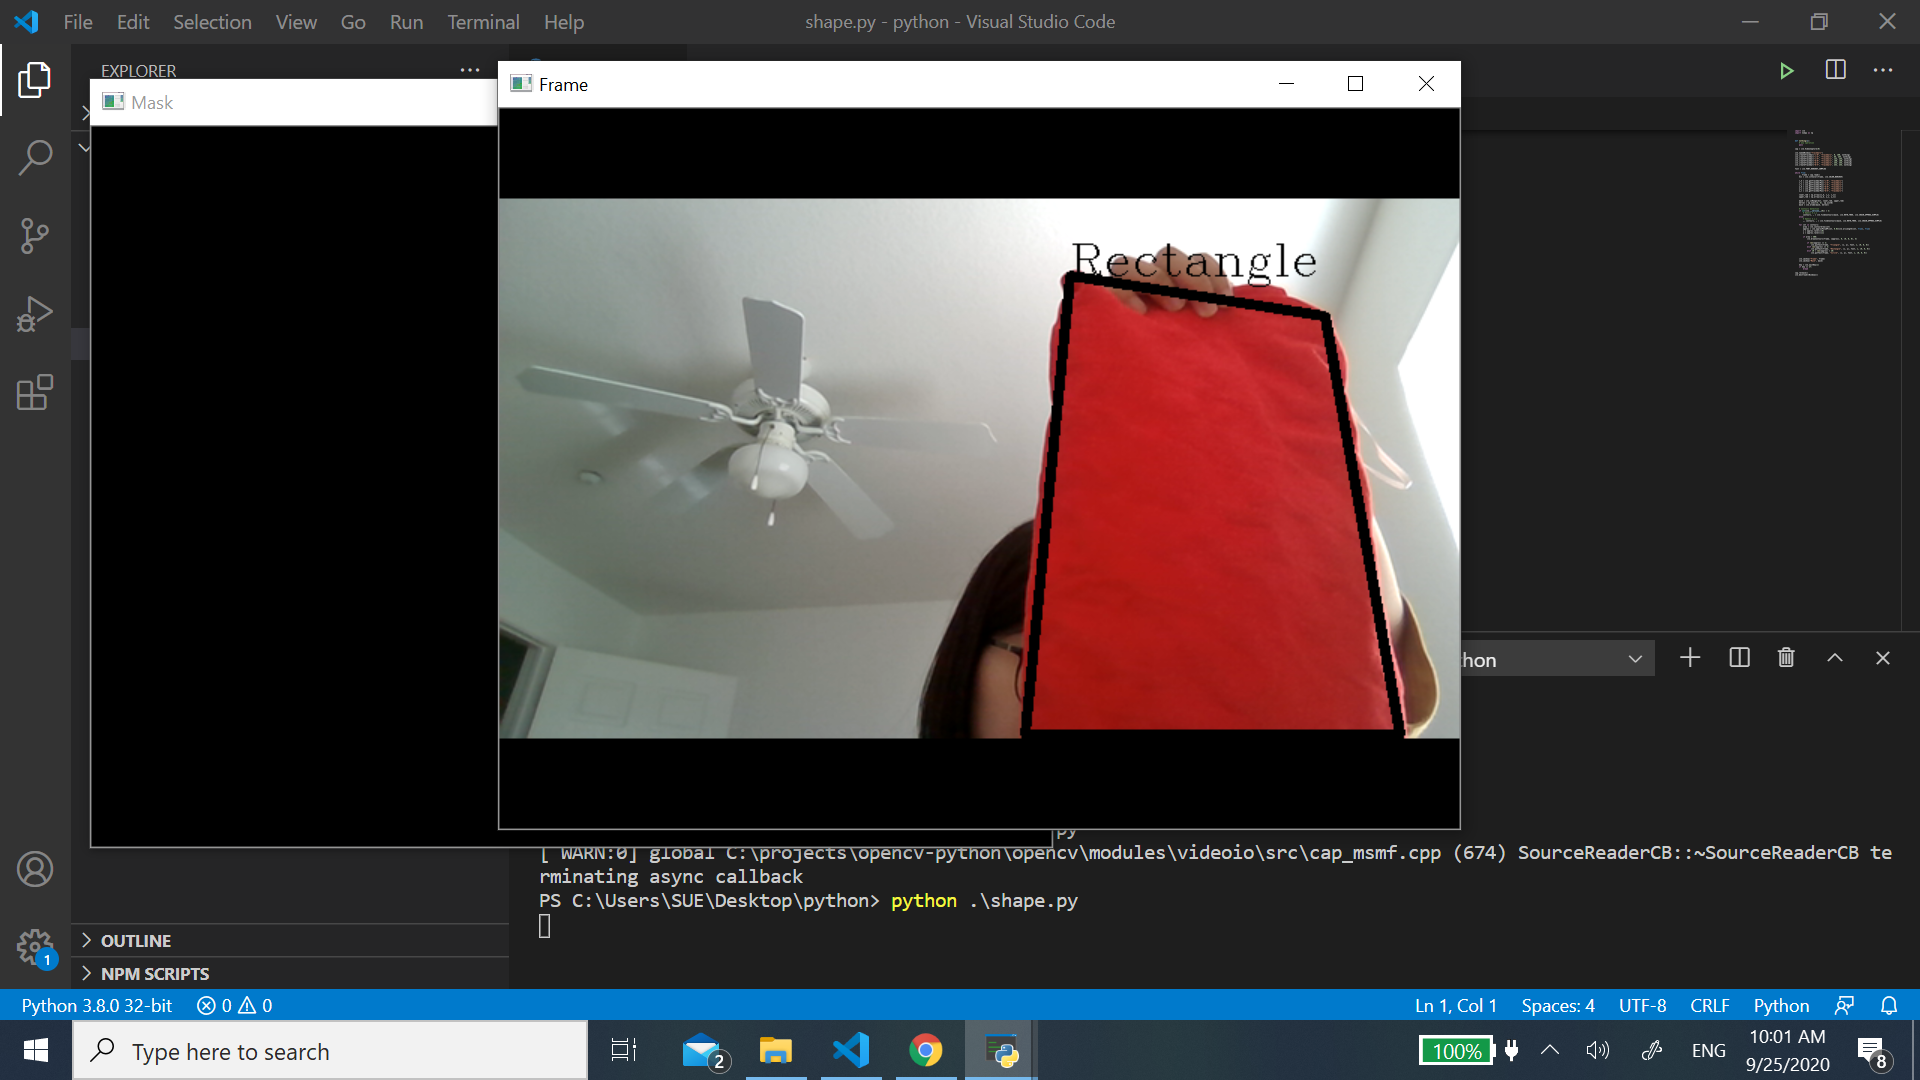 File Edit Selection View Go Run Terminal Help
shape.py - python - Visual Studio Code
EXPLORER
Mask
Frame
Rectangle
hon
py
[ WARN:0] global C:\projects\opencv-python\opencv\modules\videoio\src\cap_msmf.cpp (674) SourceReaderCB::~SourceReaderCB te
rminating async callback
PS C:\Users\SUE\Desktop\python> python .\shape.py
OUTLINE
NPM SCRIPTS
1
Python 3.8.0 32-bit 0 0
Ln 1, Col 1 Spaces: 4 UTF-8 CRLF Python
Type here to search
2
100%
ENG
10:01 AM
9/25/2020
8